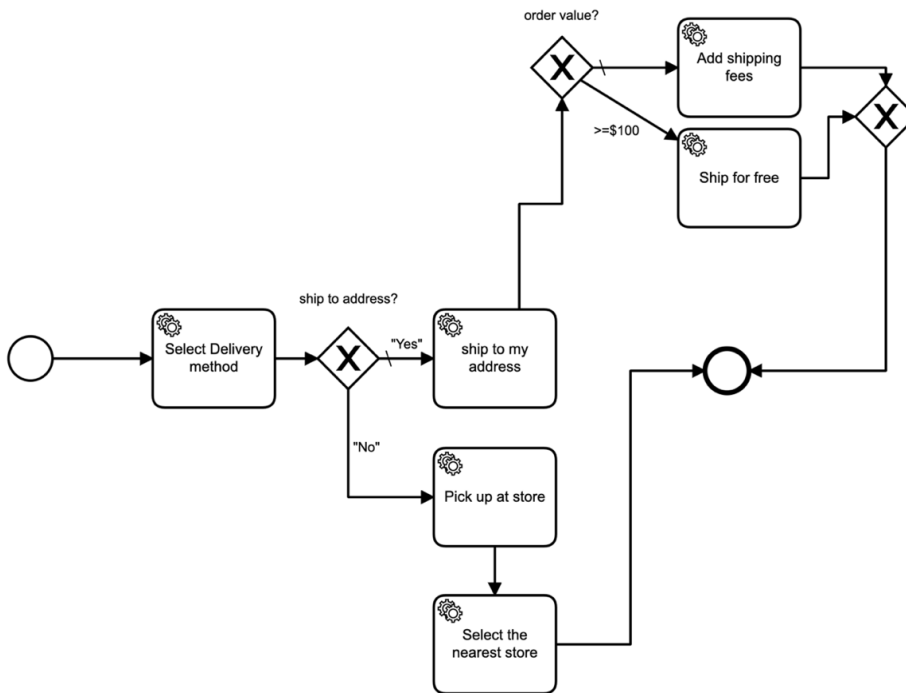 order value?
Add shipping
fees
>=$100
Ship for free
ship to address?
Select Delivery
method
"Yes"
ship to my
address
"No"
Pick up at store
Select the
nearest store